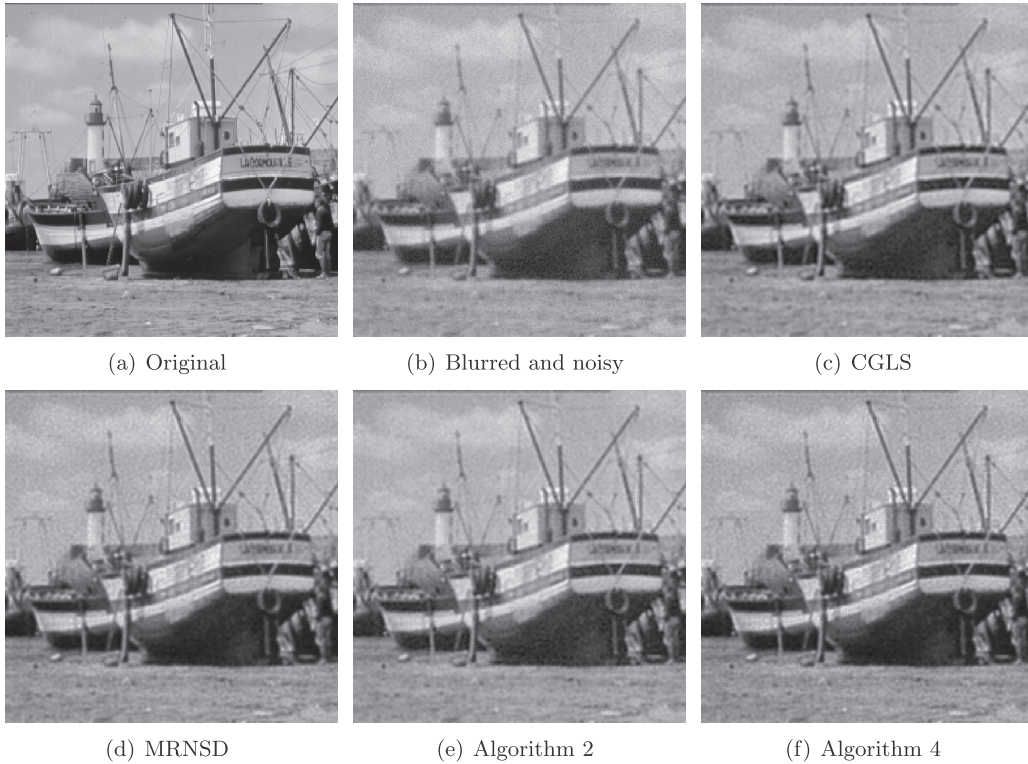 (a) Original
(b) Blurred and noisy
(c) CGLS
(d) MRNSD
(e) Algorithm 2
(f) Algorithm 4